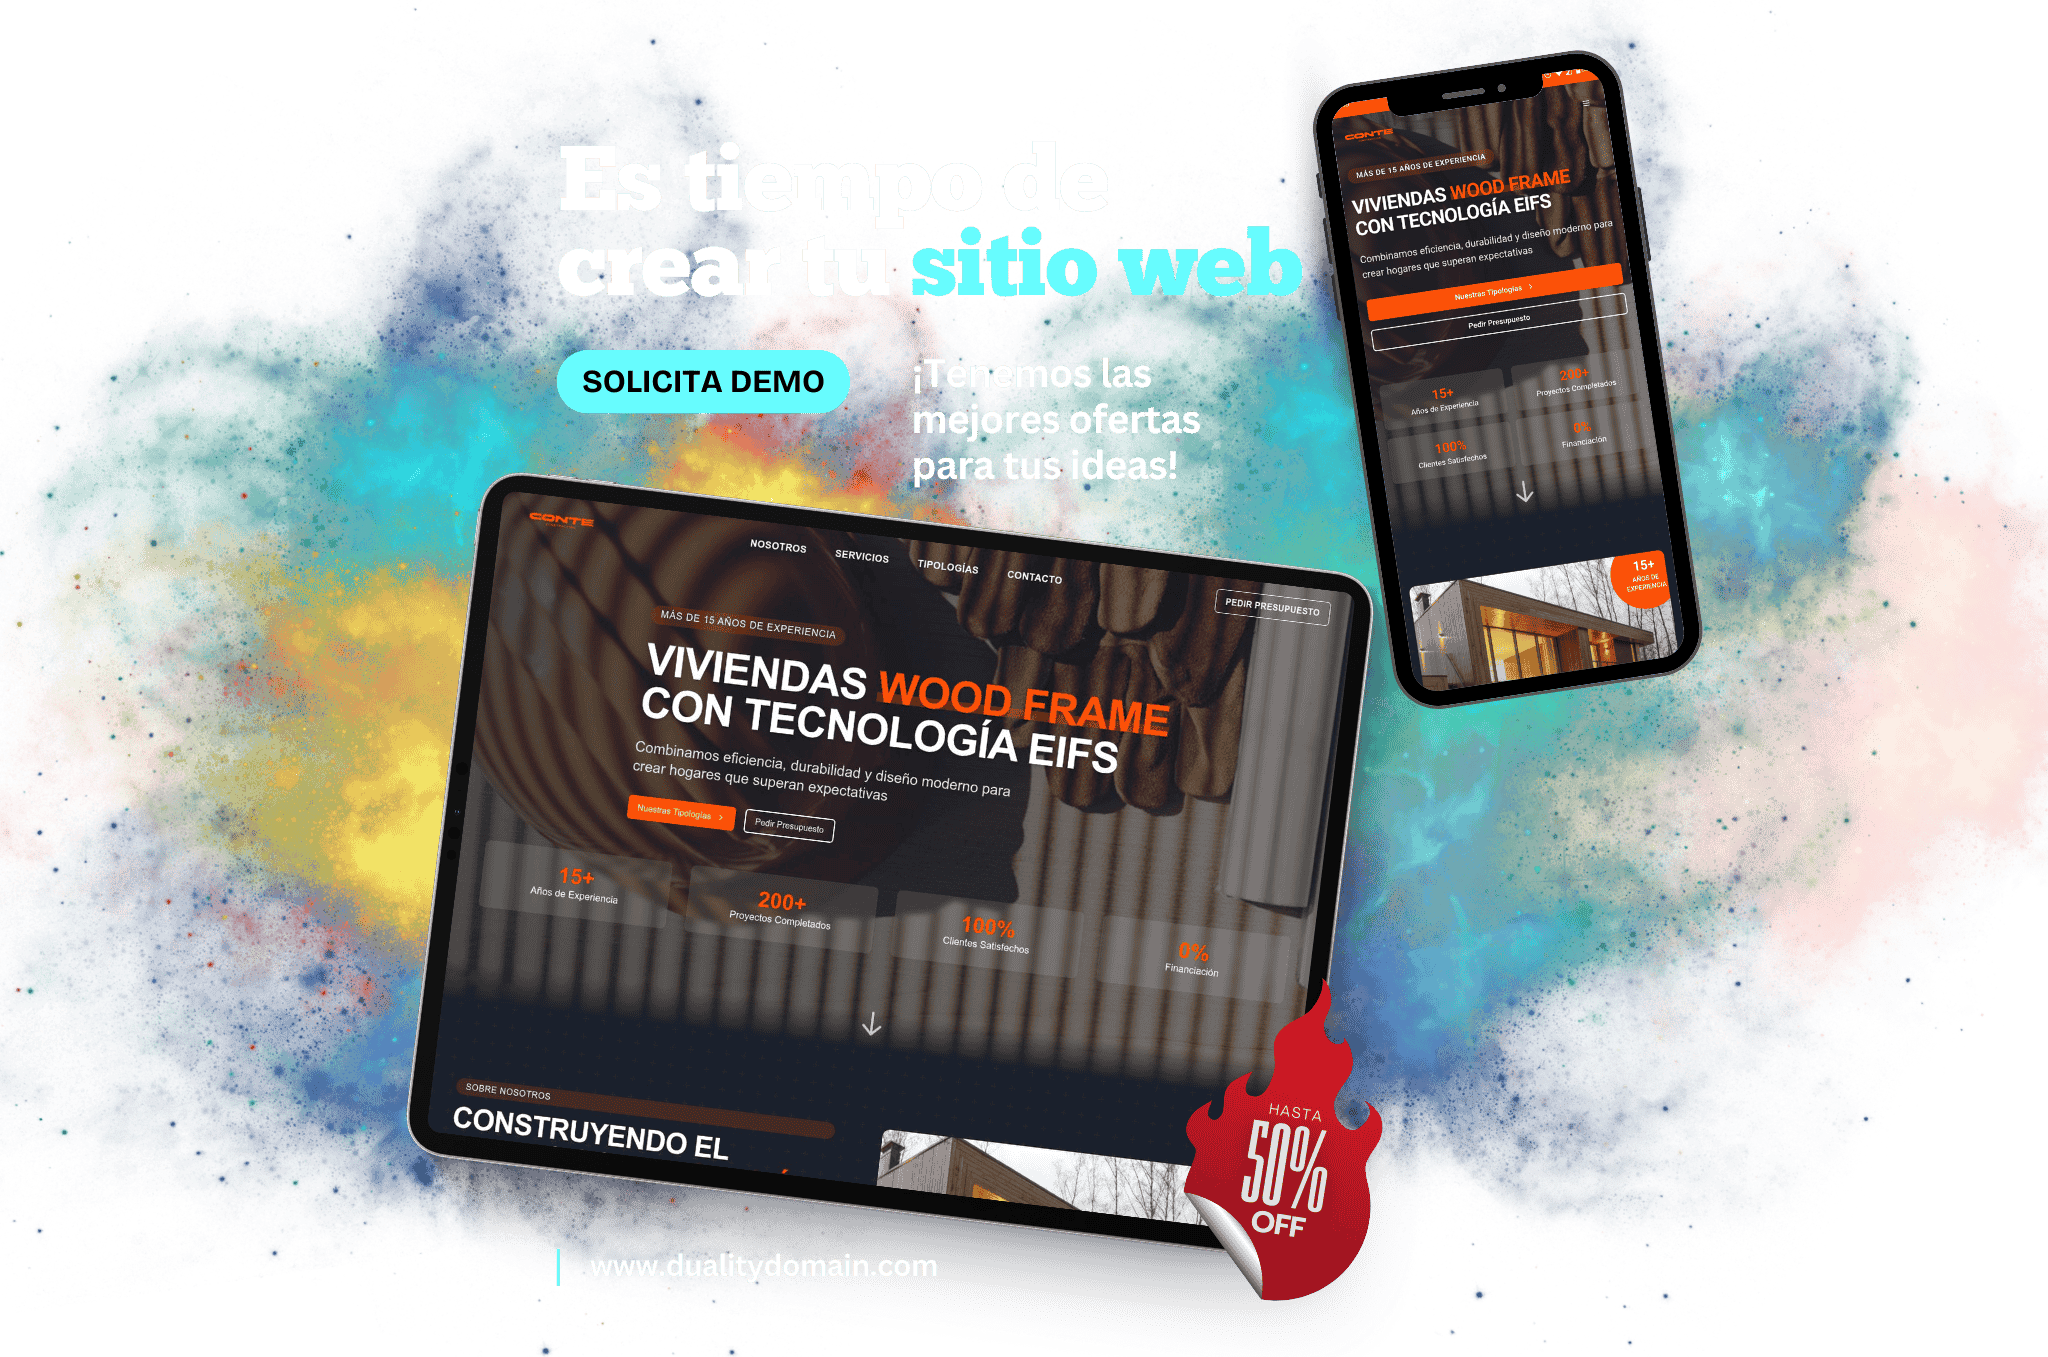 Es tiempo de
crear tu sitio web
SOLICITA DEMO
¡Tenemos las
mejores ofertas
para tus ideas!
CONTE
MÁS DE 15 AÑOS DE EXPERIENCIA
VIVIENDAS WOOD FRAME
CON TECNOLOGÍA EIFS
Combinamos eficiencia, durabilidad y diseño moderno para
crear hogares que superan expectativas
Nuestras Tipologías
Pedir Presupuesto
15+
Años de Experiencia
200+
Proyectos Completados
100%
Clientes Satisfechos
0%
Financiación
15+
AÑOS DE
EXPERIENCIA
CONTE
NOSOTROS SERVICIOS TIPOLOGÍAS CONTACTO
PEDIR PRESUPUESTO
MÁS DE 15 AÑOS DE EXPERIENCIA
VIVIENDAS WOOD FRAME
CON TECNOLOGÍA EIFS
Combinamos eficiencia, durabilidad y diseño moderno para
crear hogares que superan expectativas
Nuestras Tipologías
Pedir Presupuesto
15+
Años de Experiencia
200+
Proyectos Completados
100%
Clientes Satisfechos
0%
Financiación
SOBRE NOSOTROS
CONSTRUYENDO EL
HASTA
50%
OFF
www.dualitydomain.com